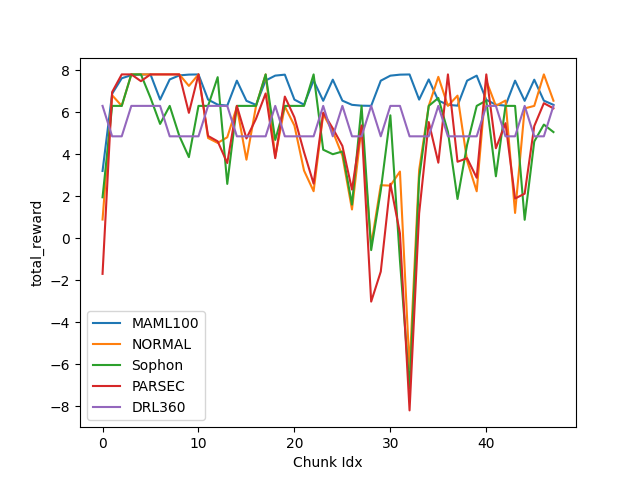 total_reward
8
6
4
2
0
−2
−4
−6
−8
MAML100
NORMAL
Sophon
PARSEC
DRL360
0 10 20 30 40
Chunk Idx